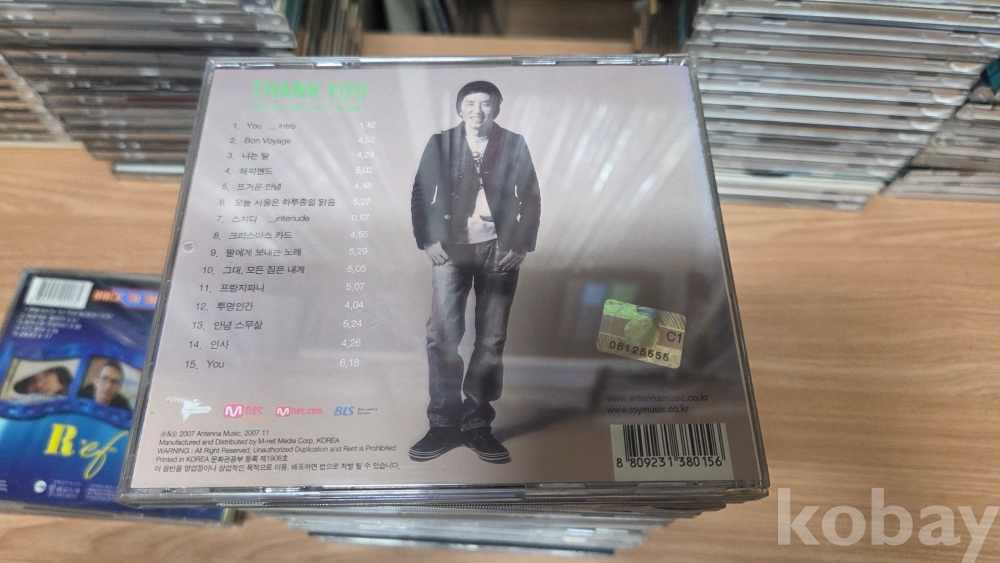 THANK YOU
1. You ... intro 1,42
2. Bon Voyage 4,53
3. 나는 달 4,29
4. 해피엔드 5,02
5. 뜨거운 안녕 4,48
6. 오늘 서울은 하루종일 맑음 5,27
7. 스치다 ...interlude 0,57
8. 크리스마스 카드 4,55
9. 딸에게 보내는 노래 5,29
10. 그대, 모든 짐은 내게 5,05
11. 프랑지파니 5,07
12. 투명인간 4,04
13. 안녕 스무살 5,24
14. 인사 4,26
15. You 6,18
C1
06125555
www.antennamusic.co.kr
www.toymusic.co.kr
M net M net.com BLS
℗&© 2007 Antenna Music, 2007 11
Manufactured and Distributed by M-net Media Corp, KOREA
WARNING : All Right Reserved. Unauthorized Duplication and Rent is Prohibited
Printed in KOREA 문화관광부 등록 제1908호
이 음반을 영업장이나 상업적인 목적으로 이용, 배포하면 법으로 처벌 될 수 있습니다.
8 809231 380156
R.ef
kobay